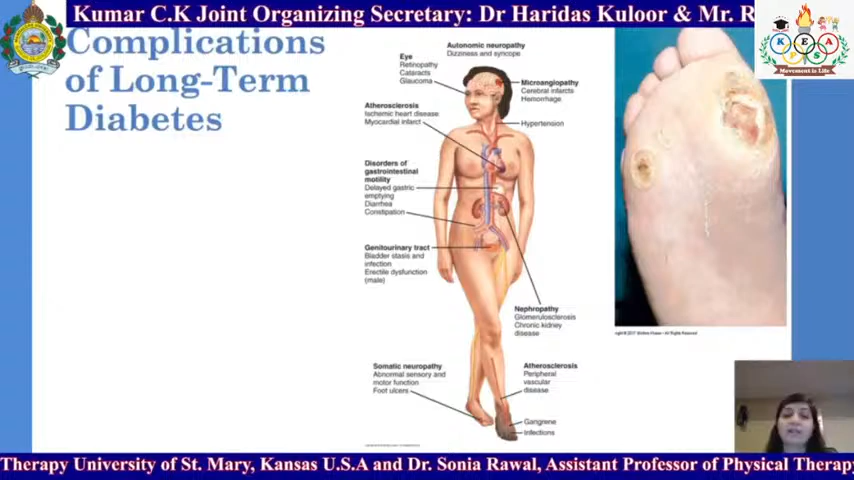 Kumar C.K Joint Organizing Secretary: Dr Haridas Kuloor & Mr. R
K E A
P S
Movement is Life
Complications
of Long-Term
Diabetes
Autonomic neuropathy
Dizziness and syncope
Eye
Retinopathy
Cataracts
Glaucoma
Microangiopathy
Cerebral infarcts
Hemorrhage
Atherosclerosis
Ischemic heart disease
Myocardial infarct
Hypertension
Disorders of
gastrointestinal
motility
Delayed gastric
emptying
Diarrhea
Constipation
Genitourinary tract
Bladder stasis and
infection
Erectile dysfunction
(male)
Nephropathy
Glomerulosclerosis
Chronic kidney
disease
Somatic neuropathy
Abnormal sensory and
motor function
Foot ulcers
Atherosclerosis
Peripheral
vascular
disease
Gangrene
Infections
Therapy University of St. Mary, Kansas U.S.A and Dr. Sonia Rawal, Assistant Professor of Physical Therapy